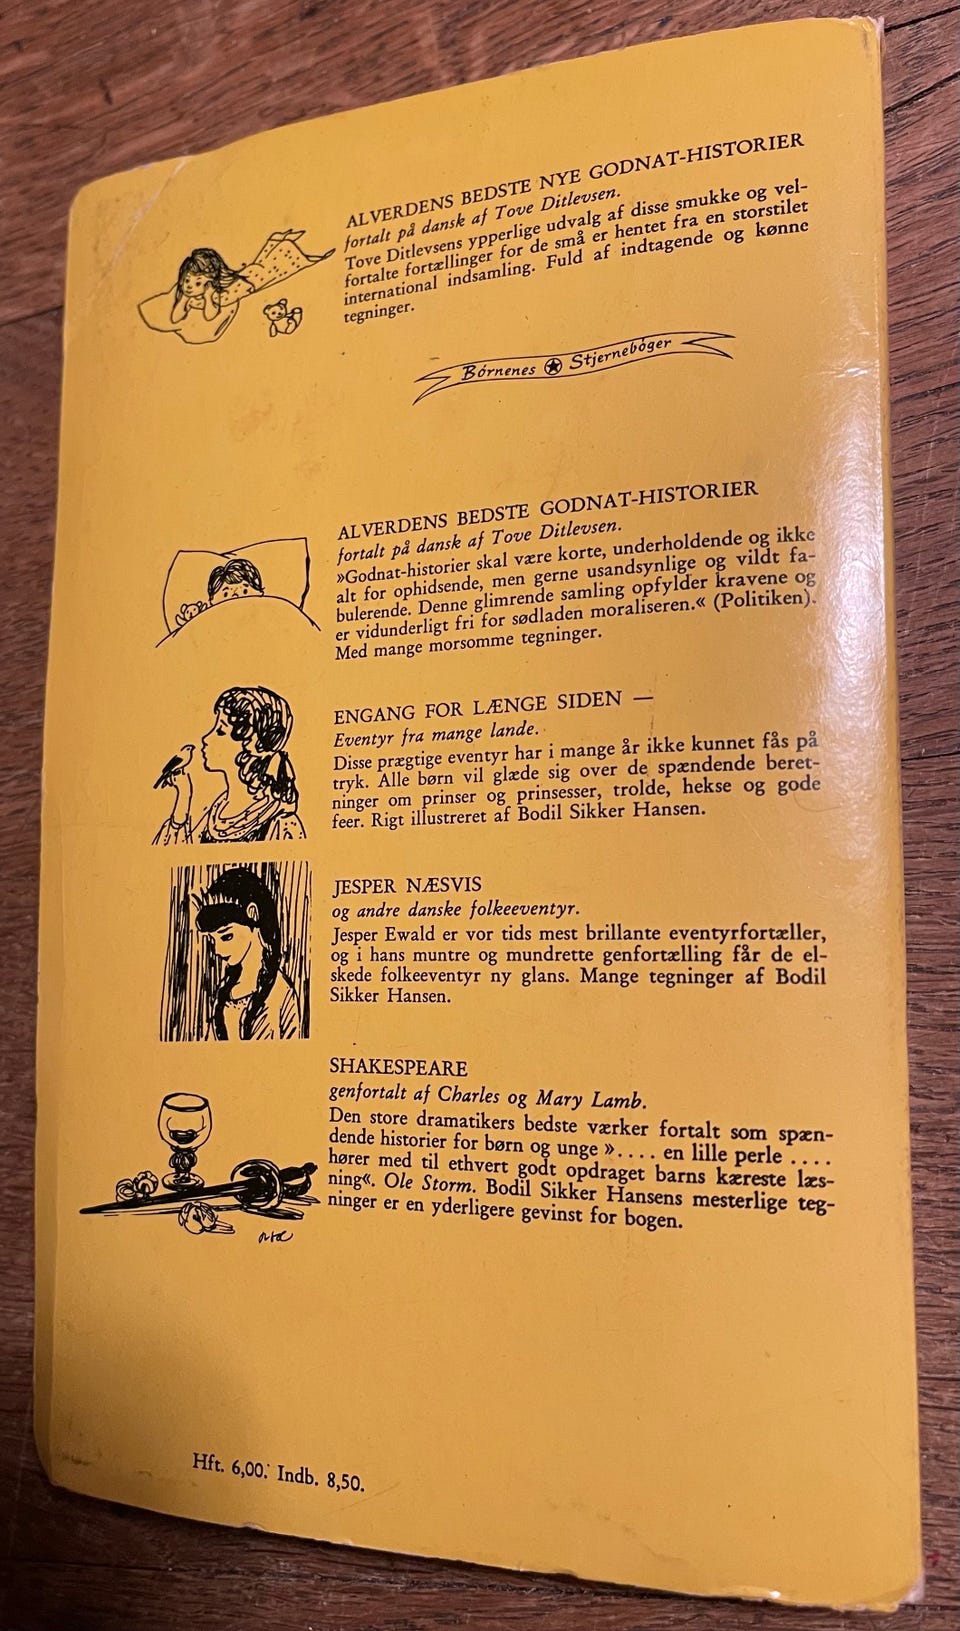 ALVERDENS BEDSTE NYE GODNAT-HISTORIER
fortalt på dansk af Tove Ditlevsen.
Tove Ditlevsens ypperlige udvalg af disse smukke og vel-
fortalte fortællinger for de små er hentet fra en storstilet
international indsamling. Fuld af indtagende og kønne
tegninger.
Børnenes Stjernebøger
ALVERDENS BEDSTE GODNAT-HISTORIER
fortalt på dansk af Tove Ditlevsen.
»Godnat-historier skal være korte, underholdende og ikke
alt for ophidsende, men gerne usandsynlige og vildt fa-
bulerende. Denne glimrende samling opfylder kravene og
er vidunderligt fri for sødladen moraliseren.« (Politiken).
Med mange morsomme tegninger.
ENGANG FOR LÆNGE SIDEN —
Eventyr fra mange lande.
Disse prægtige eventyr har i mange år ikke kunnet fås på
tryk. Alle børn vil glæde sig over de spændende beret-
ninger om prinser og prinsesser, trolde, hekse og gode
feer. Rigt illustreret af Bodil Sikker Hansen.
JESPER NÆSVIS
og andre danske folkeeventyr.
Jesper Ewald er vor tids mest brillante eventyrfortæller,
og i hans muntre og mundrette genfortælling får de el-
skede folkeeventyr ny glans. Mange tegninger af Bodil
Sikker Hansen.
SHAKESPEARE
genfortalt af Charles og Mary Lamb.
Den store dramatikers bedste værker fortalt som spæn-
dende historier for børn og unge ».... en lille perle ....
hører med til ethvert godt opdraget barns kæreste læs-
ning«. Ole Storm. Bodil Sikker Hansens mesterlige teg-
ninger er en yderligere gevinst for bogen.
Hft. 6,00. Indb. 8,50.